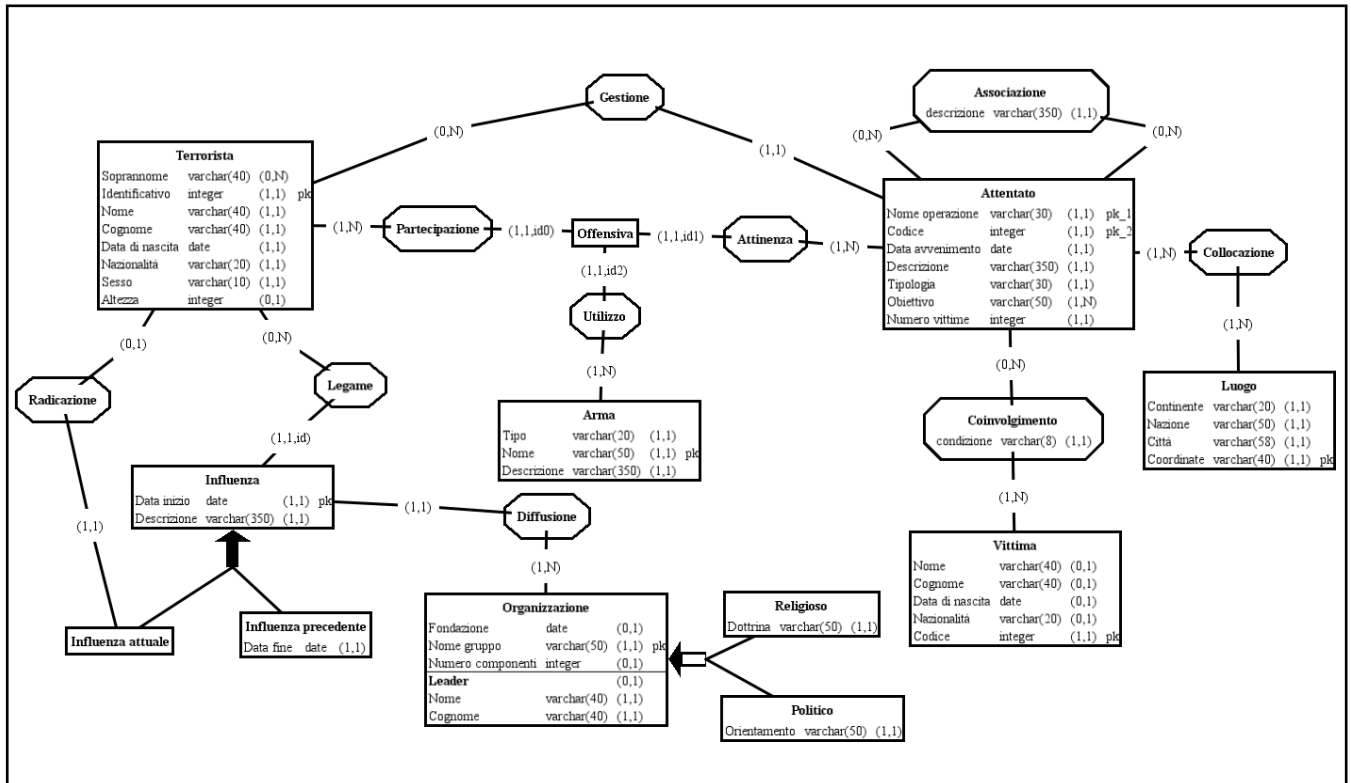 Gestione
Associazione
descrizione varchar(350) (1,1)
(0,N)
(1,1)
(0,N)
(0,N)
Terrorista
Soprannome varchar(40) (0,N)
Identificativo integer (1,1) pk
Nome varchar(40) (1,1)
Cognome varchar(40) (1,1)
Data di nascita date (1,1)
Nazionalità varchar(20) (1,1)
Sesso varchar(10) (1,1)
Altezza integer (0,1)
(1,N)
Partecipazione
(1,1,id0)
Offensiva
(1,1,id1)
Attinenza
(1,N)
Attentato
Nome operazione varchar(30) (1,1) pk_1
Codice integer (1,1) pk_2
Data avvenimento date (1,1)
Descrizione varchar(350) (1,1)
Tipologia varchar(30) (1,1)
Obiettivo varchar(50) (1,N)
Numero vittime integer (1,1)
(1,N)
Collocazione
(1,N)
(1,1,id2)
Utilizzo
(1,N)
(0,1)
(0,N)
Radicazione
Legame
(1,1,id)
(1,1)
Arma
Tipo varchar(20) (1,1)
Nome varchar(50) (1,1) pk
Descrizione varchar(350) (1,1)
(0,N)
Coinvolgimento
condizione varchar(8) (1,1)
(1,N)
Luogo
Continente varchar(20) (1,1)
Nazione varchar(50) (1,1)
Città varchar(58) (1,1)
Coordinate varchar(40) (1,1) pk
Influenza
Data inizio date (1,1) pk
Descrizione varchar(350) (1,1)
(1,1)
Diffusione
(1,N)
Vittima
Nome varchar(40) (0,1)
Cognome varchar(40) (0,1)
Data di nascita date (0,1)
Nazionalità varchar(20) (0,1)
Codice integer (1,1) pk
Influenza attuale
Influenza precedente
Data fine date (1,1)
Organizzazione
Fondazione date (0,1)
Nome gruppo varchar(50) (1,1) pk
Numero componenti integer (0,1)
Leader (0,1)
Nome varchar(40) (1,1)
Cognome varchar(40) (1,1)
Religioso
Dottrina varchar(50) (1,1)
Politico
Orientamento varchar(50) (1,1)